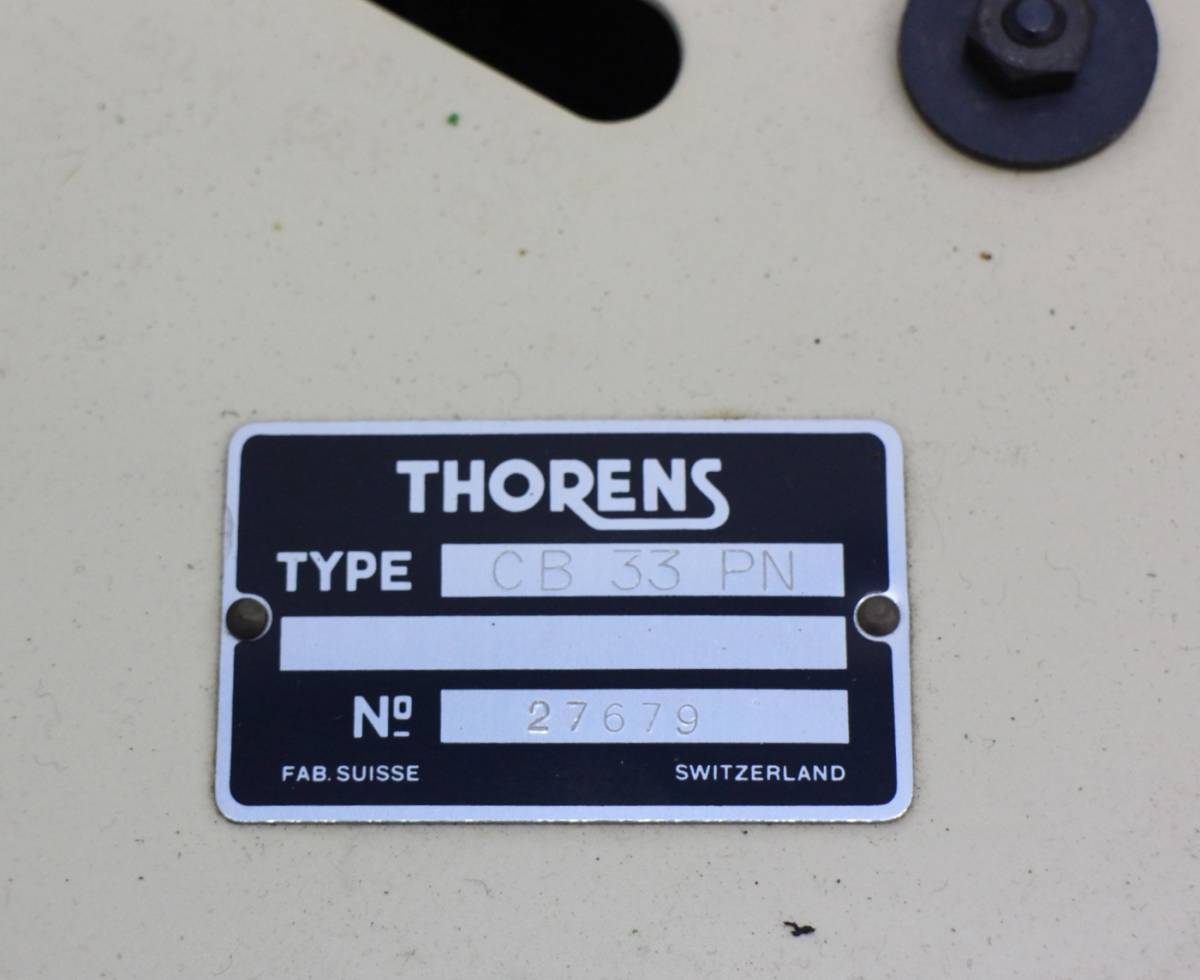 THORENS
TYPE CB 33 PN
Nº 27679
FAB. SUISSE SWITZERLAND